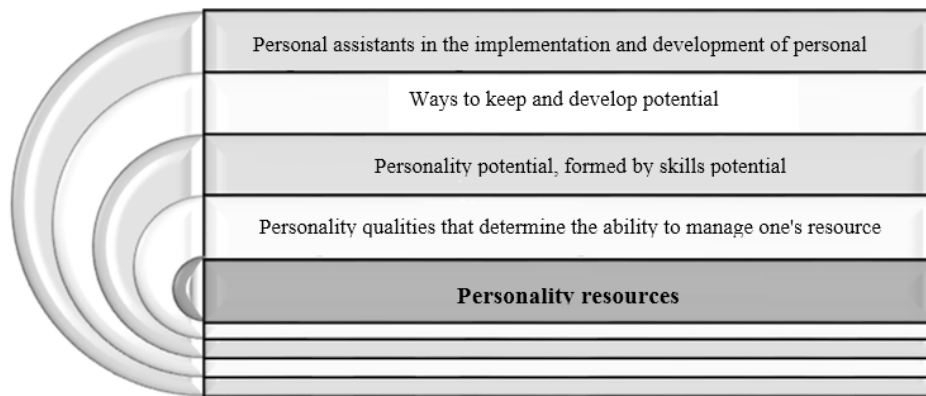 Personal assistants in the implementation and development of personal
Ways to keep and develop potential
Personality potential, formed by skills potential
Personality qualities that determine the ability to manage one's resource
Personality resources